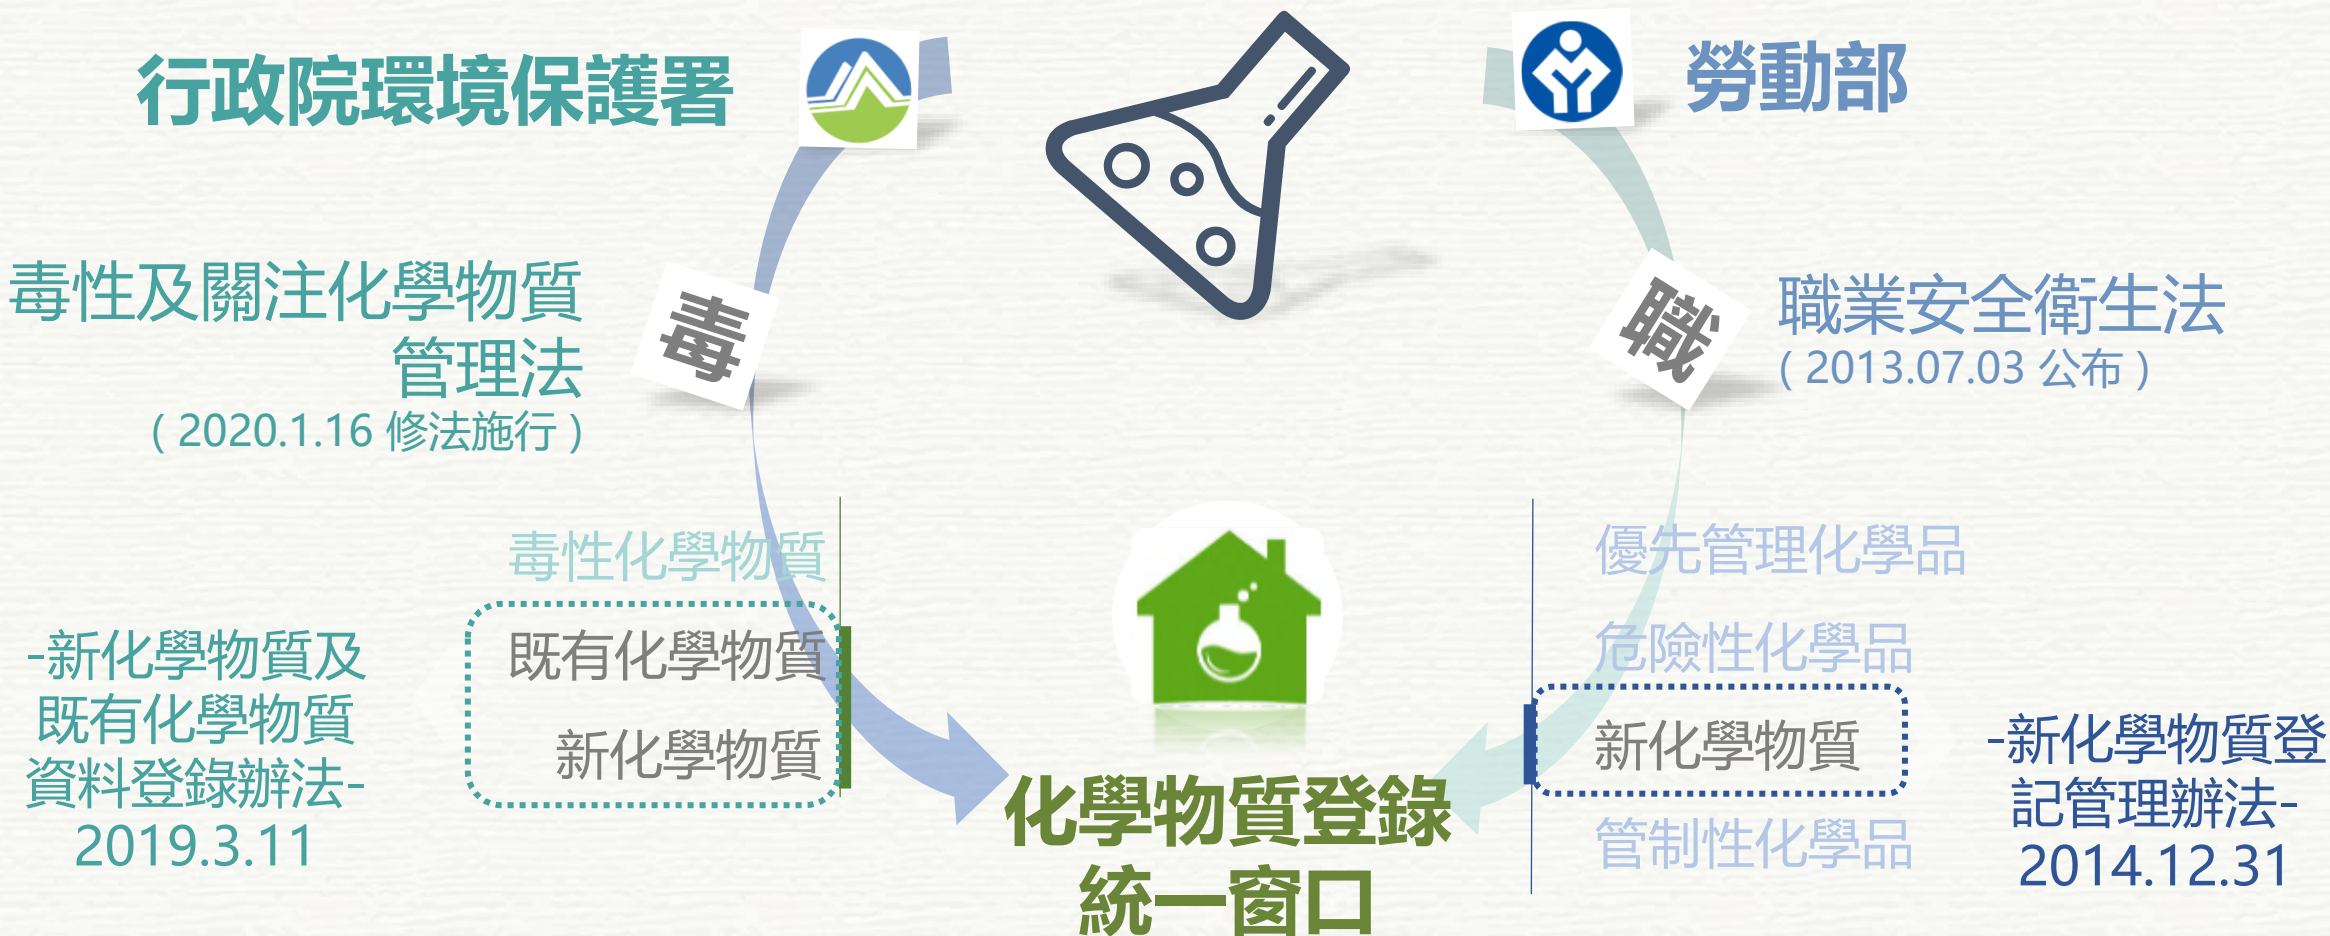 行政院環境保護署
勞動部
毒性及關注化學物質
管理法
（2020.1.16 修法施行）
毒
職
職業安全衛生法
（2013.07.03 公布）
毒性化學物質
既有化學物質
新化學物質
-新化學物質及
既有化學物質
資料登錄辦法-
2019.3.11
化學物質登錄
統一窗口
優先管理化學品
危險性化學品
新化學物質
管制性化學品
-新化學物質登
記管理辦法-
2014.12.31